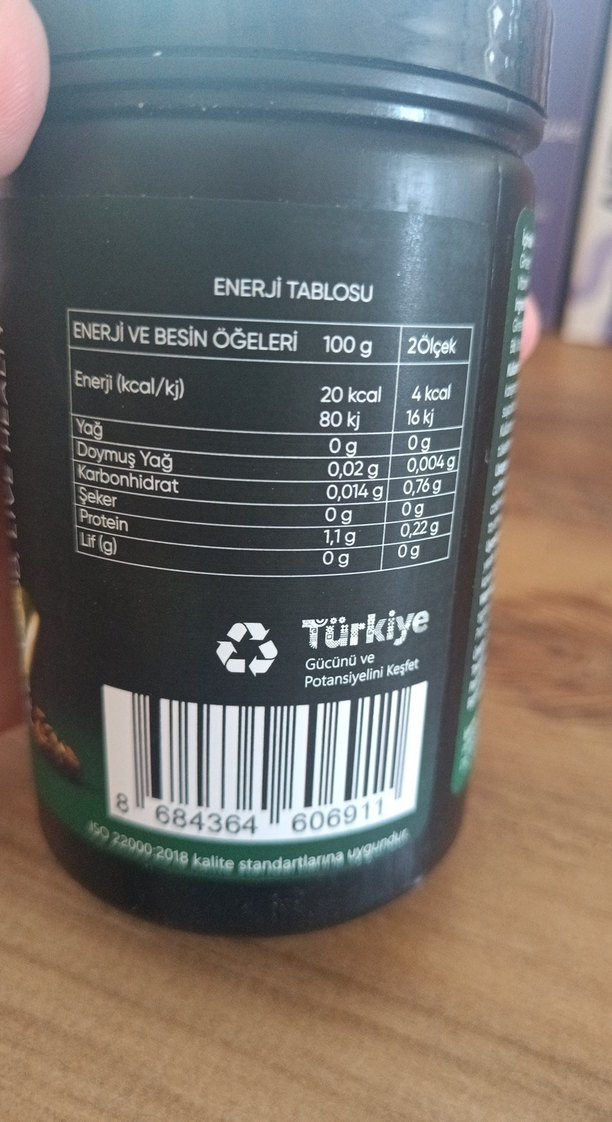 ENERJİ TABLOSU
ENERJİ VE BESİN ÖĞELERİ 100 g 2Ölçek
Enerji (kcal/kj) 20 kcal 4 kcal
80 kj 16 kj
Yağ 0 g 0 g
Doymuş Yağ 0,02 g 0,004 g
Karbonhidrat 0,014 g 0,76 g
Şeker 0 g 0 g
Protein 1,1 g 0,22 g
Lif (g) 0 g 0 g
Türkiye
Gücünü ve
Potansiyelini Keşfet
8 684364 606911
ISO 22000:2018 kalite standartlarına uygundur.